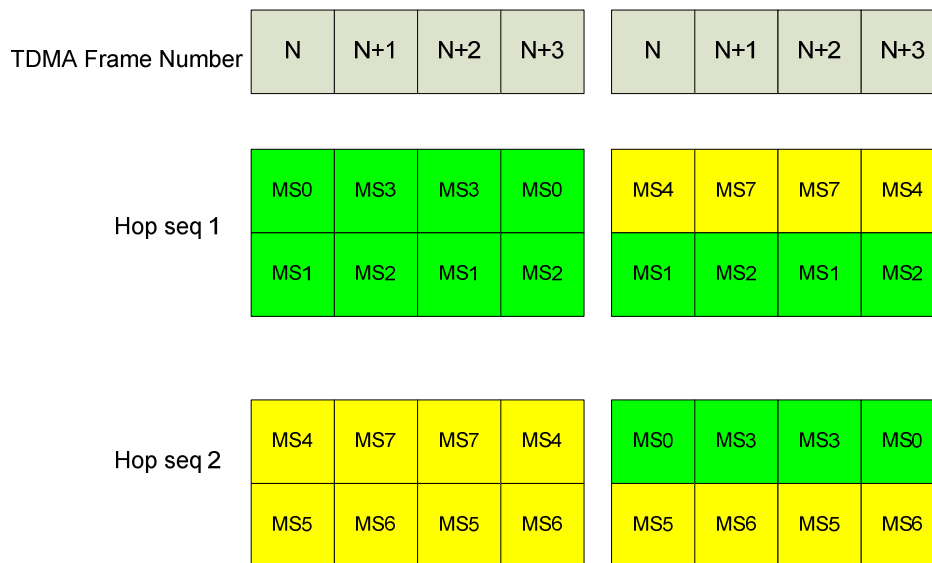 TDMA Frame Number N N+1 N+2 N+3 N N+1 N+2 N+3
MS0 MS3 MS3 MS0 MS4 MS7 MS7 MS4
Hop seq 1
MS1 MS2 MS1 MS2 MS1 MS2 MS1 MS2
MS4 MS7 MS7 MS4 MS0 MS3 MS3 MS0
Hop seq 2
MS5 MS6 MS5 MS6 MS5 MS6 MS5 MS6